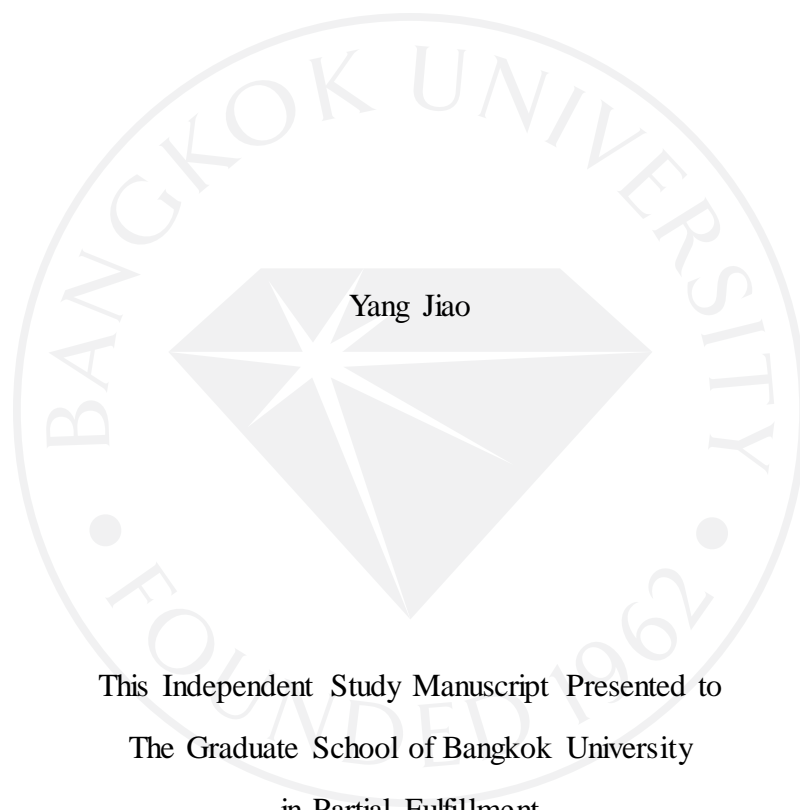 BANGKOK UNIVERSITY
Yang Jiao
This Independent Study Manuscript Presented to
The Graduate School of Bangkok University
in Partial Fulfillment
• FOUNDED 1962 •